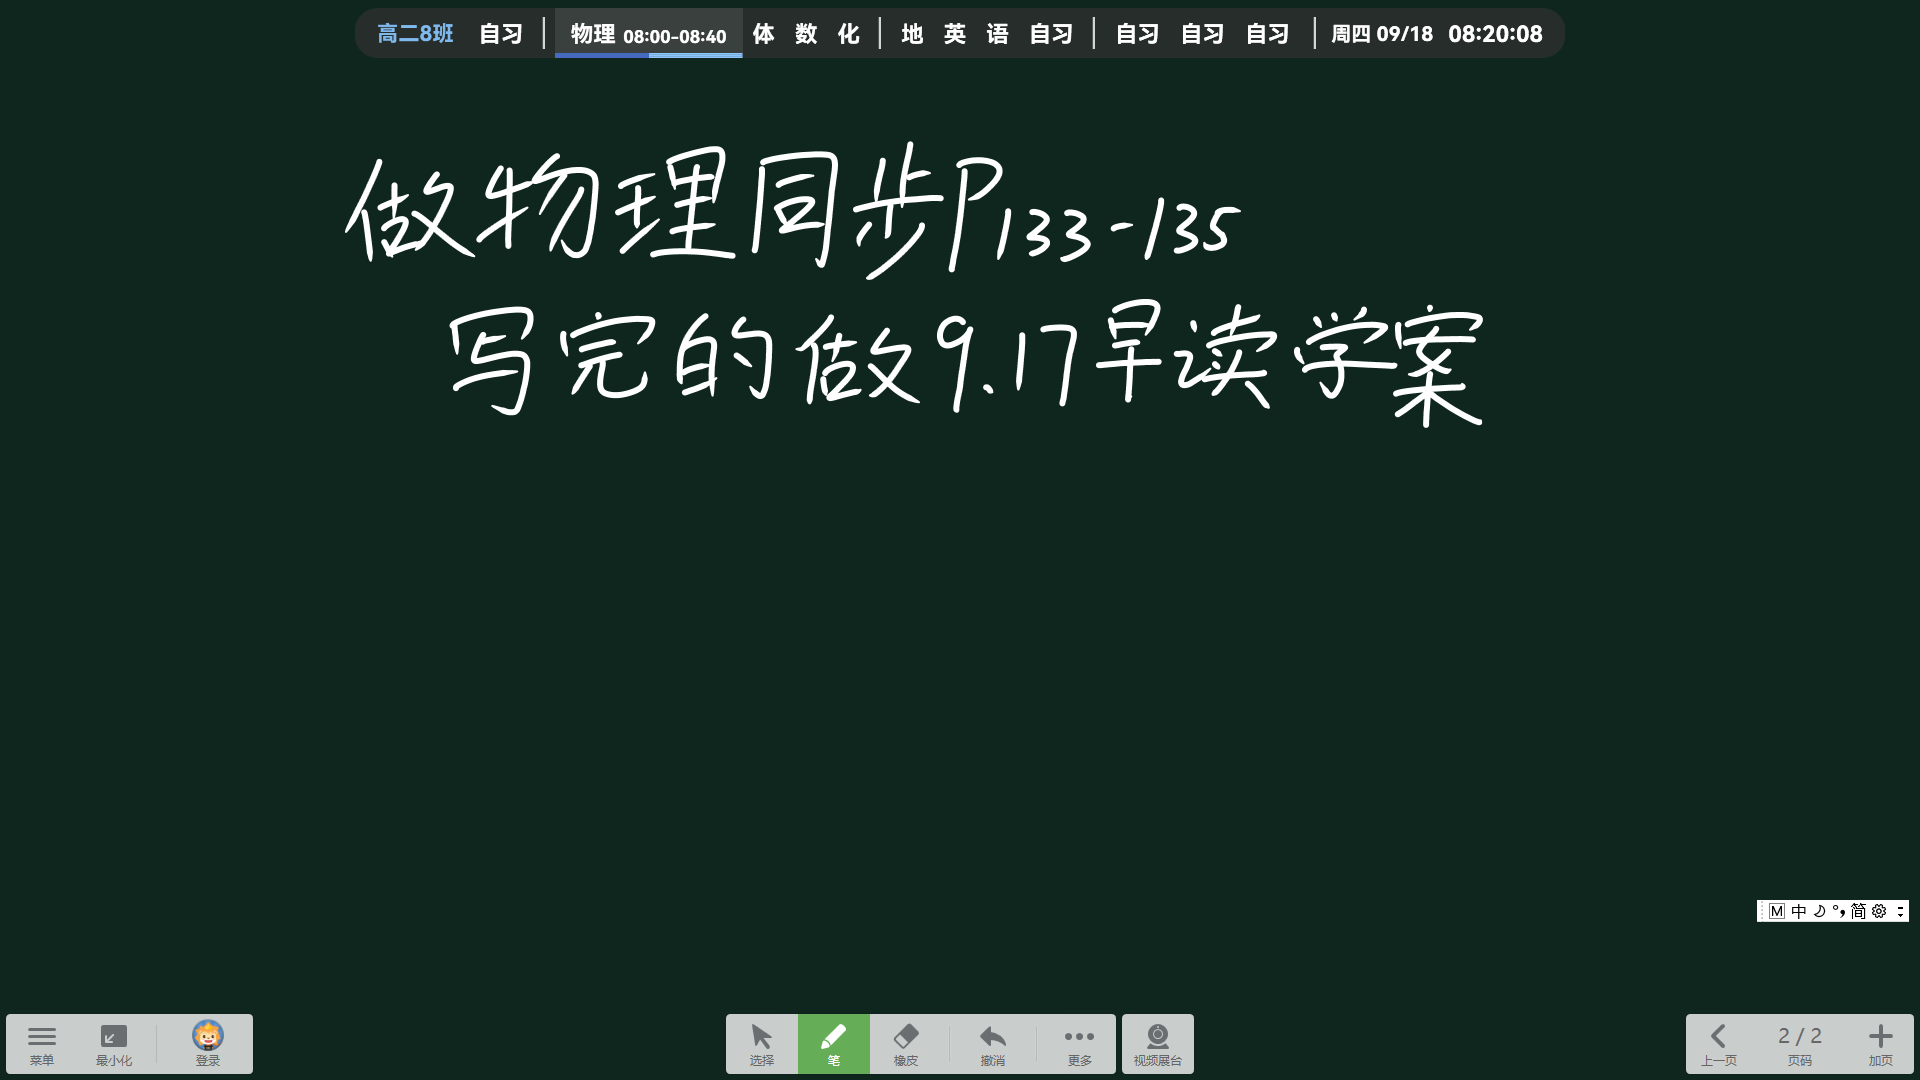 高二8班 自习 | 物理 08:00-08:40 体 数 化 | 地 英 语 自习 | 自习 自习 自习 | 周四 09/18 08:20:08
做物理同步P133-135
写完的做9.17早读学案
M 中 简
菜单 最小化 登录 选择 笔 橡皮 撤消 更多 视频展台 上一页 2 / 2 页码 加页